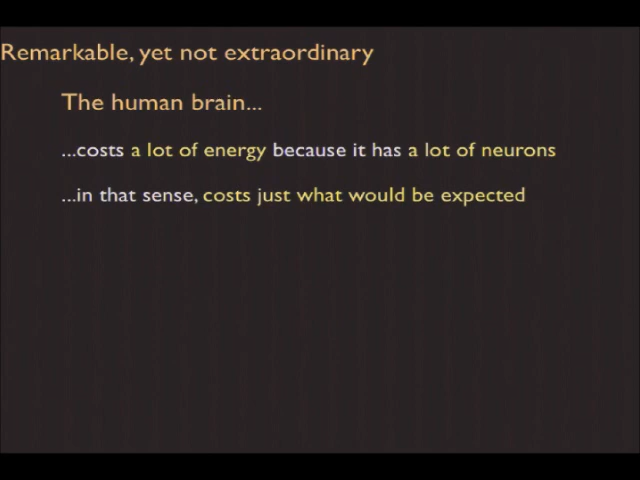 Remarkable, yet not extraordinary
The human brain...
...costs a lot of energy because it has a lot of neurons
...in that sense, costs just what would be expected